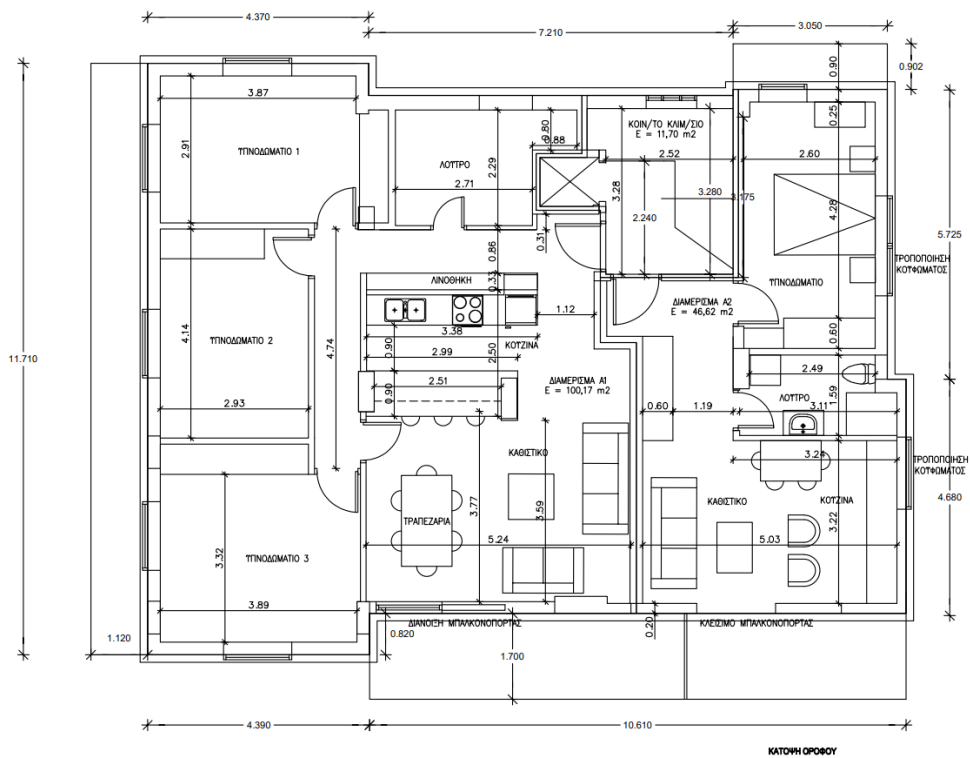 4.370
7.210
3.050
0.90
0.902
3.87
2.91
ΥΠΝΟΔΩΜΑΤΙΟ 1
ΛΟΥΤΡΟ
2.29
2.71
0.80
0.88
ΚΟΙΝ/ΤΟ ΚΛΙΜ/ΣΙΟ
E = 11,70 m2
2.52
3.28
2.240
3.280
3.175
0.25
2.60
4.28
5.725
ΤΡΟΠΟΠΟΙΗΣΗ
ΚΟΥΦΩΜΑΤΟΣ
ΥΠΝΟΔΩΜΑΤΙΟ
0.31
0.86
0.33
ΛΙΝΟΘΗΚΗ
1.12
ΔΙΑΜΕΡΙΣΜΑ Α2
E = 46,62 m2
0.60
11.710
4.14
ΥΠΝΟΔΩΜΑΤΙΟ 2
4.74
2.93
3.38
ΚΟΥΖΙΝΑ
0.90
2.99
2.50
2.51
0.90
ΔΙΑΜΕΡΙΣΜΑ Α1
E = 100,17 m2
2.49
1.59
ΛΟΥΤΡΟ
3.11
0.60
1.19
3.24
ΤΡΟΠΟΠΟΙΗΣΗ
ΚΟΥΦΩΜΑΤΟΣ
4.680
ΚΑΘΙΣΤΙΚΟ
ΚΑΘΙΣΤΙΚΟ
ΚΟΥΖΙΝΑ
3.22
3.77
3.59
ΤΡΑΠΕΖΑΡΙΑ
5.24
5.03
3.32
ΥΠΝΟΔΩΜΑΤΙΟ 3
3.89
1.120
0.820
ΔΙΑΝΟΙΞΗ ΜΠΑΛΚΟΝΟΠΟΡΤΑΣ
0.20
ΚΛΕΙΣΙΜΟ ΜΠΑΛΚΟΝΟΠΟΡΤΑΣ
1.700
4.390
10.610
ΚΑΤΟΨΗ ΟΡΟΦΟΥ